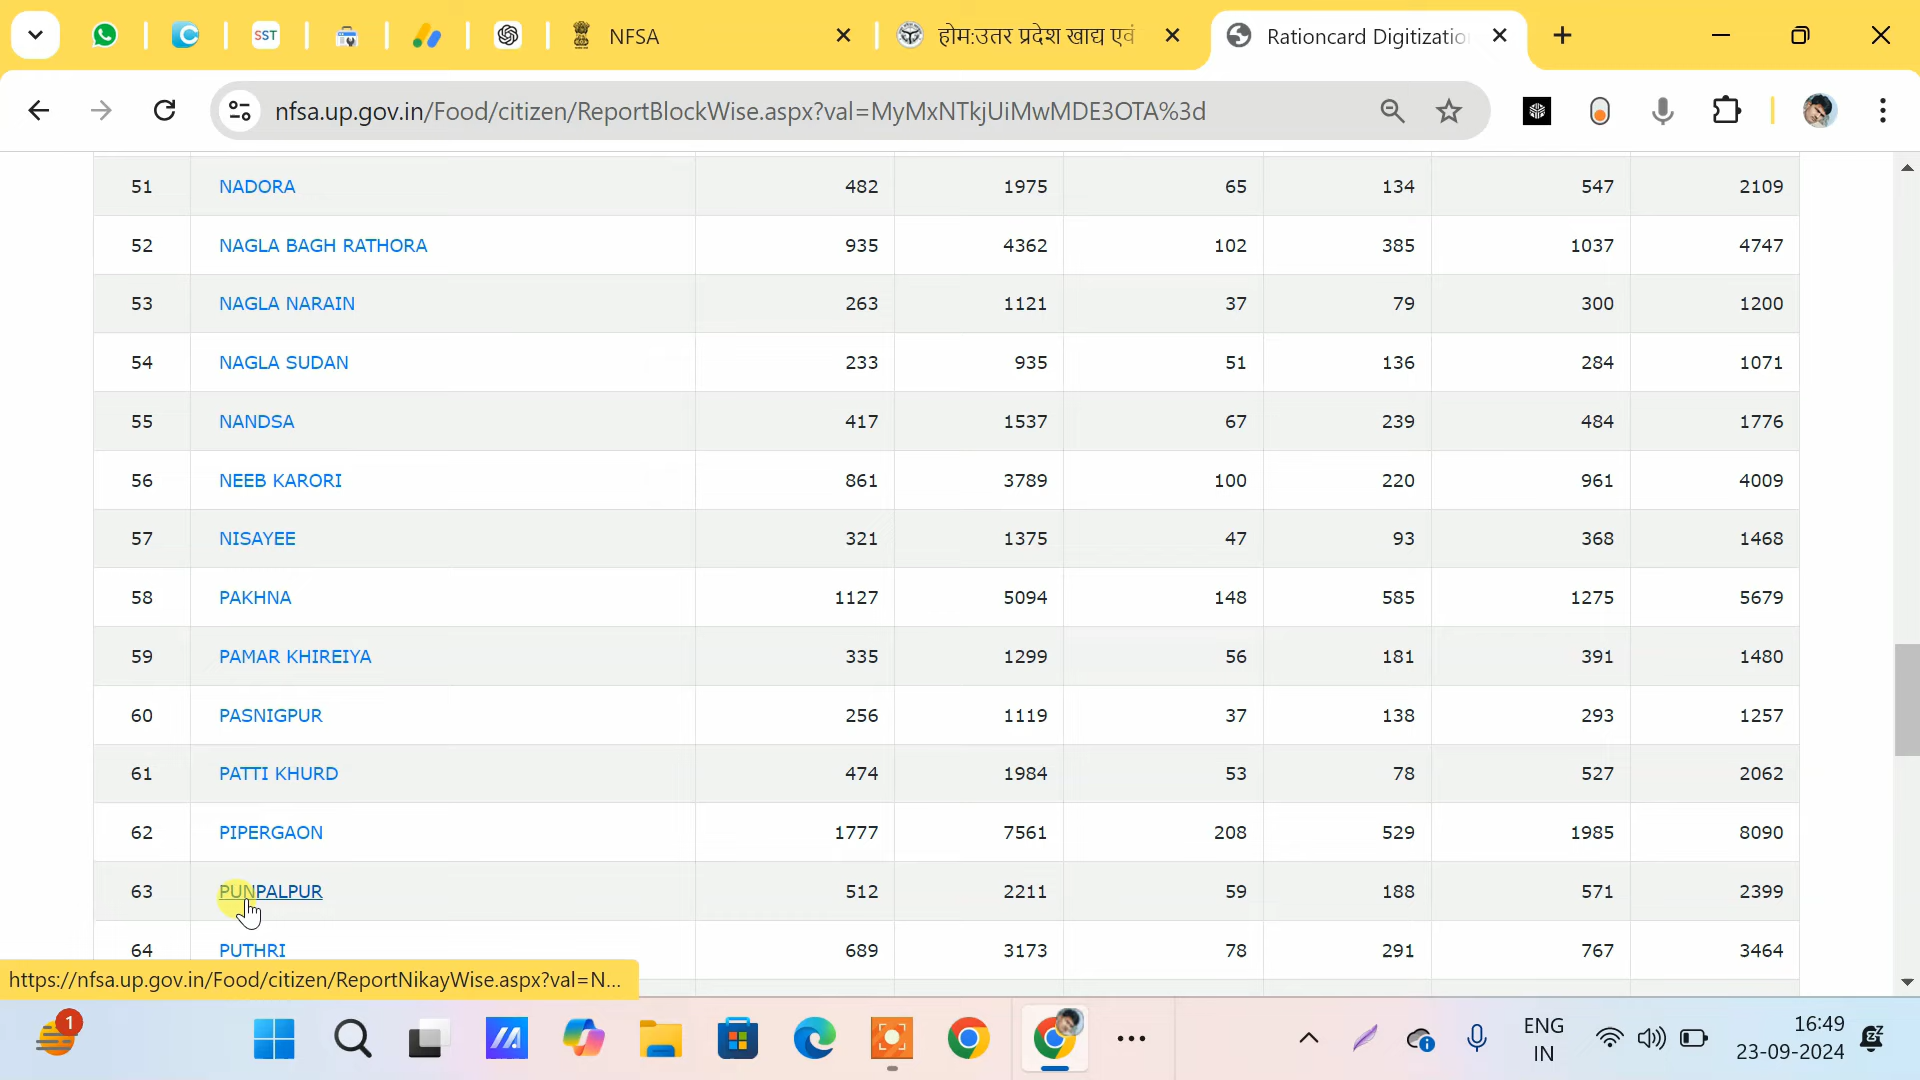 SST
NFSA
होम:उतर प्रदेश खाद्य एवं
Rationcard Digitizatio
nfsa.up.gov.in/Food/citizen/ReportBlockWise.aspx?val=MyMxNTkjUiMwMDE3OTA%3d
51 NADORA 482 1975 65 134 547 2109
52 NAGLA BAGH RATHORA 935 4362 102 385 1037 4747
53 NAGLA NARAIN 263 1121 37 79 300 1200
54 NAGLA SUDAN 233 935 51 136 284 1071
55 NANDSA 417 1537 67 239 484 1776
56 NEEB KARORI 861 3789 100 220 961 4009
57 NISAYEE 321 1375 47 93 368 1468
58 PAKHNA 1127 5094 148 585 1275 5679
59 PAMAR KHIREIYA 335 1299 56 181 391 1480
60 PASNIGPUR 256 1119 37 138 293 1257
61 PATTI KHURD 474 1984 53 78 527 2062
62 PIPERGAON 1777 7561 208 529 1985 8090
63 PUNPALPUR 512 2211 59 188 571 2399
64 PUTHRI 689 3173 78 291 767 3464
https://nfsa.up.gov.in/Food/citizen/ReportNikayWise.aspx?val=N...
1
ENG
IN
16:49
23-09-2024